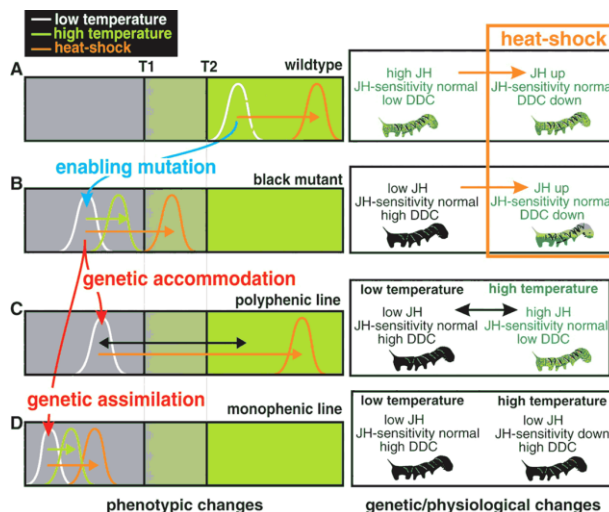 low temperature
high temperature
heat-shock
heat-shock
T1
T2
A
wildtype
high JH
JH-sensitivity normal
low DDC
JH up
JH-sensitivity normal
DDC down
enabling mutation
B
black mutant
low JH
JH-sensitivity normal
high DDC
JH up
JH-sensitivity normal
DDC down
genetic accommodation
C
polyphenic line
low temperature
high temperature
low JH
JH-sensitivity normal
high DDC
high JH
JH-sensitivity normal
low DDC
genetic assimilation
D
monophenic line
low temperature
high temperature
low JH
JH-sensitivity normal
high DDC
low JH
JH-sensitivity down
high DDC
phenotypic changes
genetic/physiological changes